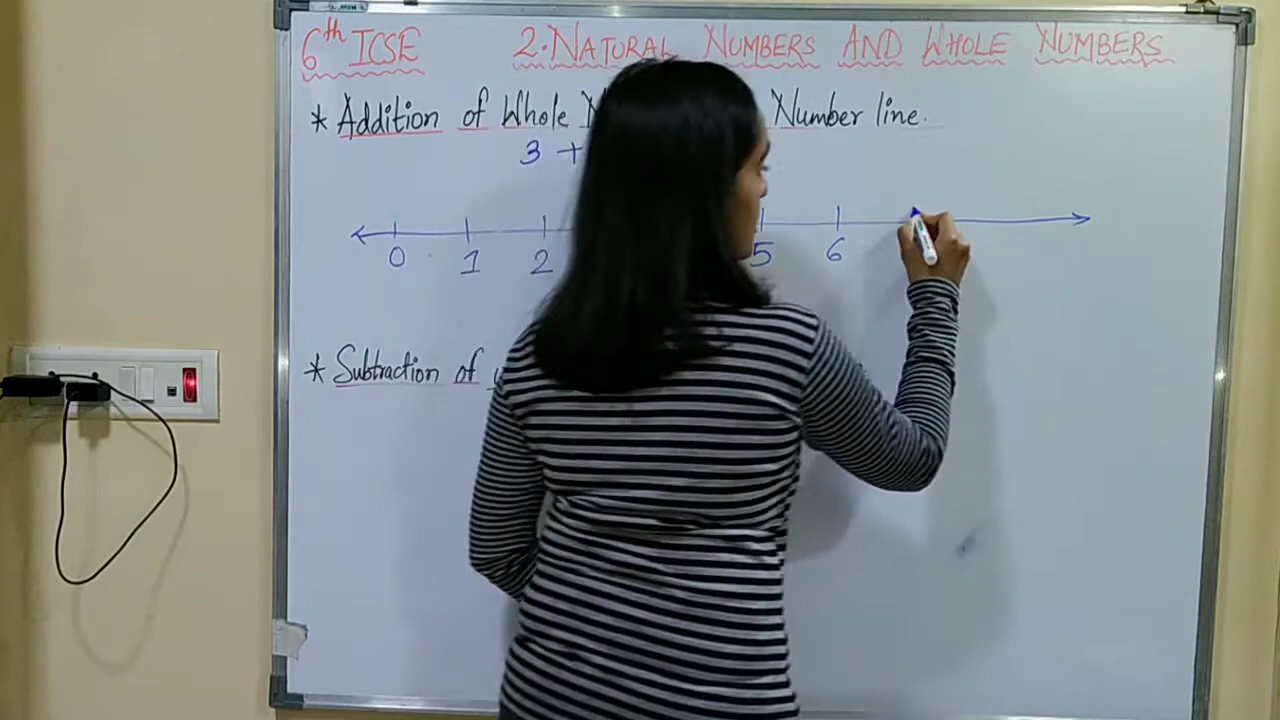 6th ICSE 2. NATURAL NUMBERS AND WHOLE NUMBERS
* Addition of Whole Number line.
3 +
0 1 2 5 6
* Subtraction of